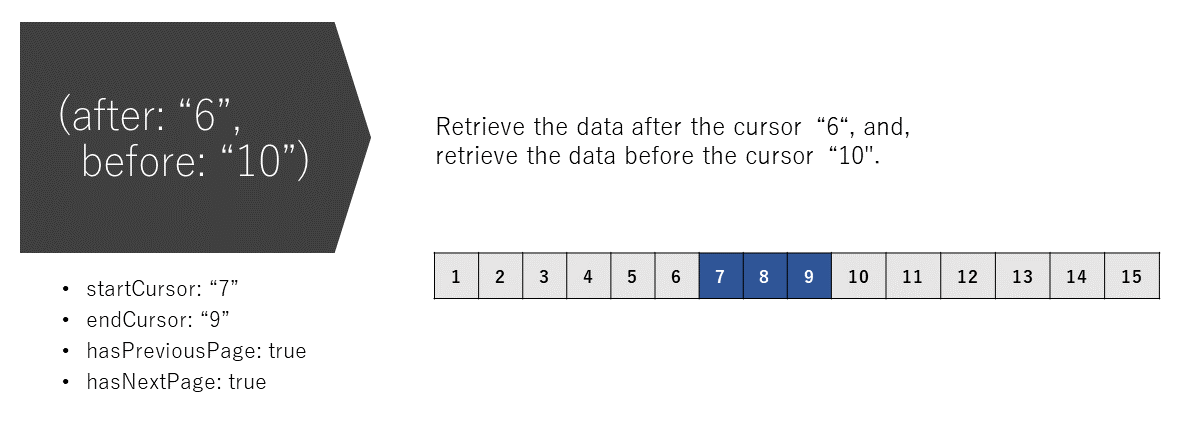 (after: “6”,
before: “10”)
Retrieve the data after the cursor “6“, and,
retrieve the data before the cursor “10".
1 2 3 4 5 6 7 8 9 10 11 12 13 14 15
• startCursor: “7”
• endCursor: “9”
• hasPreviousPage: true
• hasNextPage: true